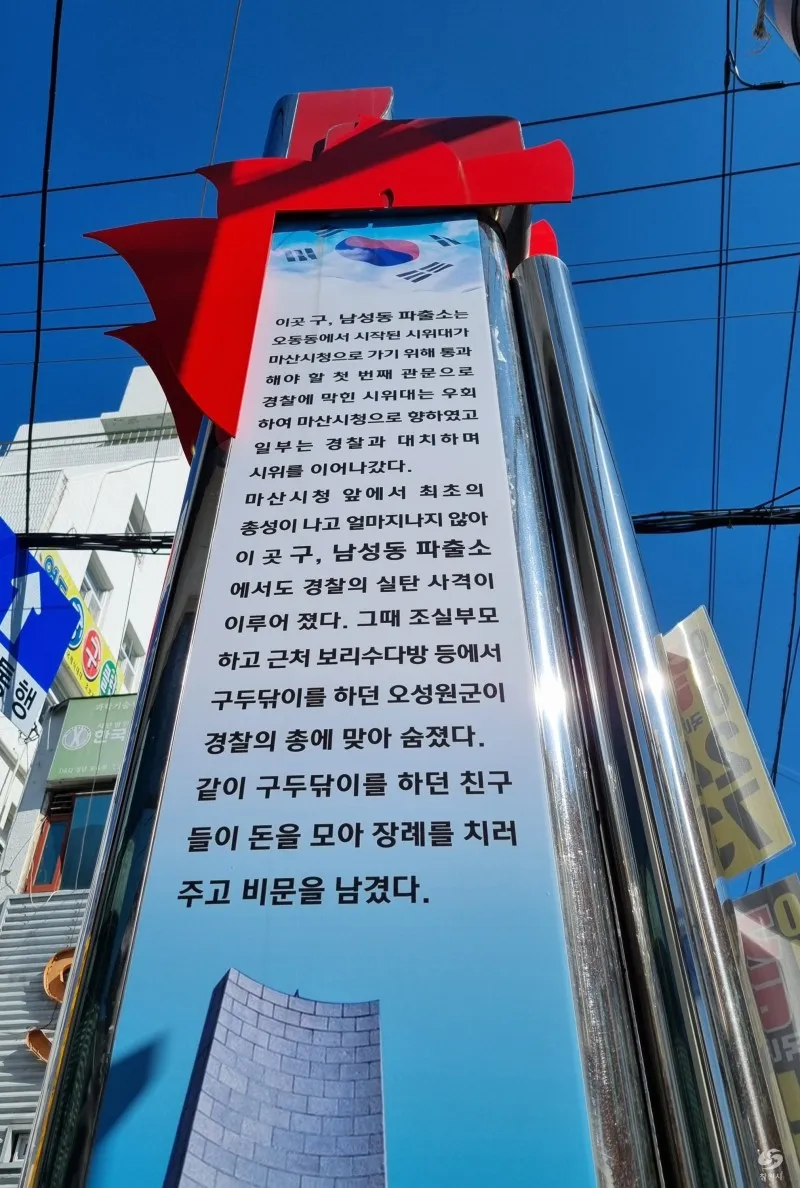 이곳 구, 남성동 파출소는
오동동에서 시작된 시위대가
마산시청으로 가기 위해 통과
해야 할 첫 번째 관문으로
경찰에 막힌 시위대는 우회
하여 마산시청으로 향하였고
일부는 경찰과 대치하며
시위를 이어나갔다.
마산시청 앞에서 최초의
총성이 나고 얼마지나지 않아
이 곳 구, 남성동 파출소
에서도 경찰의 실탄 사격이
이루어 졌다. 그때 조실부모
하고 근처 보리수다방 등에서
구두닦이를 하던 오성원군이
경찰의 총에 맞아 숨졌다.
같이 구두닦이를 하던 친구
들이 돈을 모아 장례를 치러
주고 비문을 남겼다.
통행
창원시